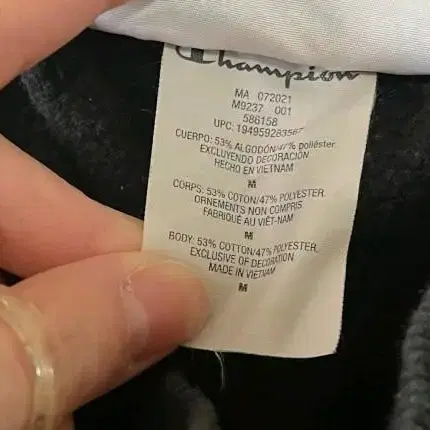 Champion
MA 072021
M9237 001
586158
UPC:
CUERPO: 53% ALGODÓN/47% poliéster.
EXCLUYENDO DECORACIÓN
HECHO EN VIETNAM
M
CORPS: 53% COTON/47% POLYESTER.
ORNEMENTS NON COMPRIS
FABRIQUÉ AU VIÊT-NAM
M
BODY: 53% COTTON/47% POLYESTER,
EXCLUSIVE OF DECORATION
MADE IN VIETNAM
M